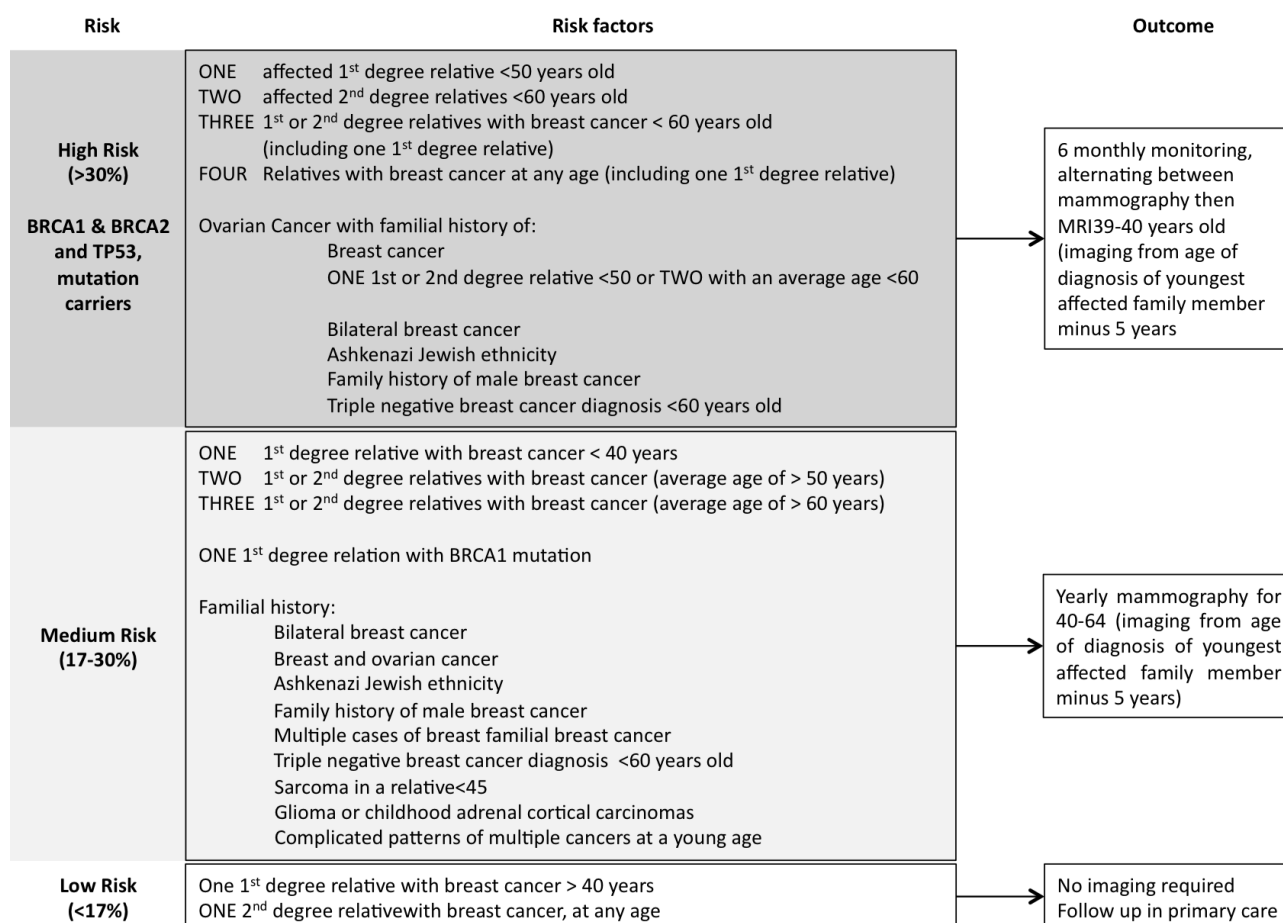 Risk
Risk factors
Outcome
High Risk
(>30%)
BRCA1 & BRCA2
and TP53,
mutation
carriers
ONE affected 1st degree relative <50 years old
TWO affected 2nd degree relatives <60 years old
THREE 1st or 2nd degree relatives with breast cancer < 60 years old
(including one 1st degree relative)
FOUR Relatives with breast cancer at any age (including one 1st degree relative)
Ovarian Cancer with familial history of:
Breast cancer
ONE 1st or 2nd degree relative <50 or TWO with an average age <60
Bilateral breast cancer
Ashkenazi Jewish ethnicity
Family history of male breast cancer
Triple negative breast cancer diagnosis <60 years old
6 monthly monitoring,
alternating between
mammography then
MRI39-40 years old
(imaging from age of
diagnosis of youngest
affected family member
minus 5 years
Medium Risk
(17-30%)
ONE 1st degree relative with breast cancer < 40 years
TWO 1st or 2nd degree relatives with breast cancer (average age of > 50 years)
THREE 1st or 2nd degree relatives with breast cancer (average age of > 60 years)
ONE 1st degree relation with BRCA1 mutation
Familial history:
Bilateral breast cancer
Breast and ovarian cancer
Ashkenazi Jewish ethnicity
Family history of male breast cancer
Multiple cases of breast familial breast cancer
Triple negative breast cancer diagnosis <60 years old
Sarcoma in a relative<45
Glioma or childhood adrenal cortical carcinomas
Complicated patterns of multiple cancers at a young age
Yearly mammography for
40-64 (imaging from age
of diagnosis of youngest
affected family member
minus 5 years)
Low Risk
(<17%)
One 1st degree relative with breast cancer > 40 years
ONE 2nd degree relativewith breast cancer, at any age
No imaging required
Follow up in primary care